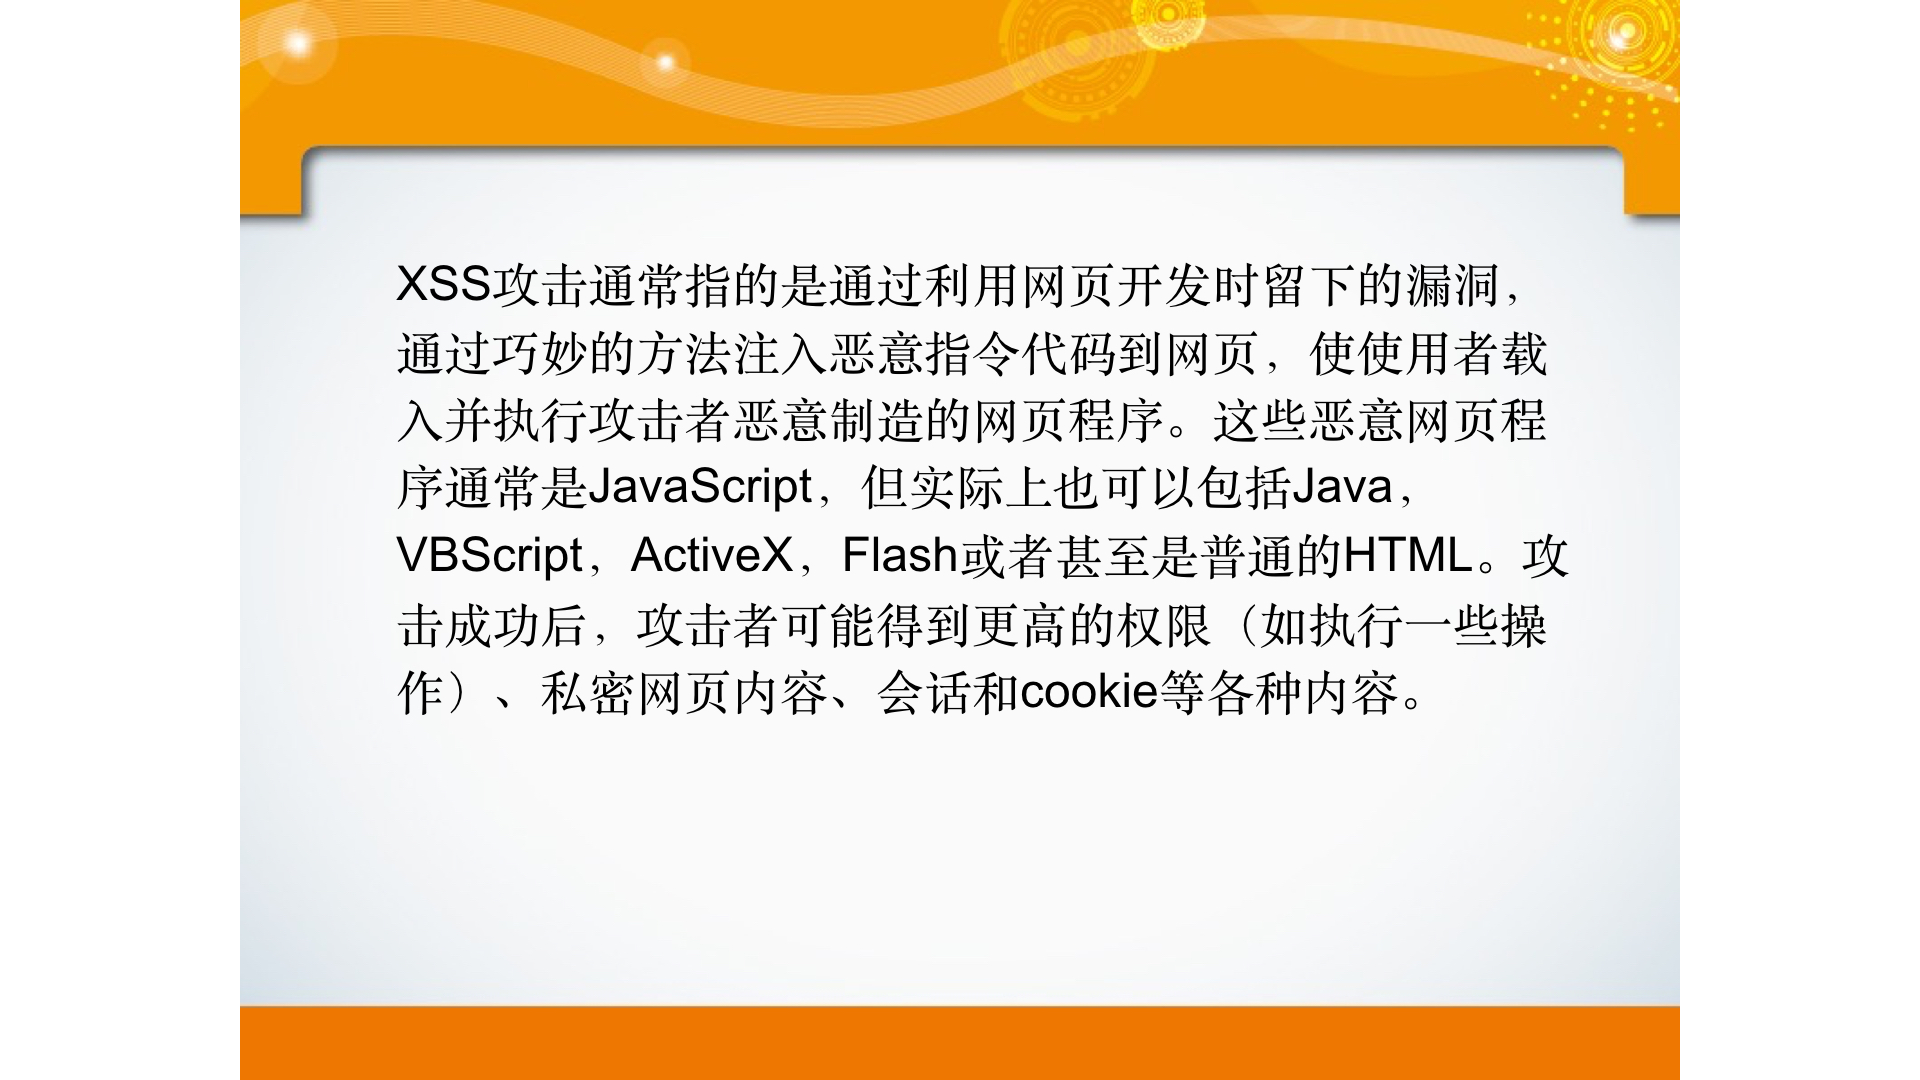 XSS攻击通常指的是通过利用网页开发时留下的漏洞，
通过巧妙的方法注入恶意指令代码到网页，使使用者载
入并执行攻击者恶意制造的网页程序。这些恶意网页程
序通常是JavaScript，但实际上也可以包括Java，
VBScript，ActiveX，Flash或者甚至是普通的HTML。攻
击成功后，攻击者可能得到更高的权限（如执行一些操
作）、私密网页内容、会话和cookie等各种内容。